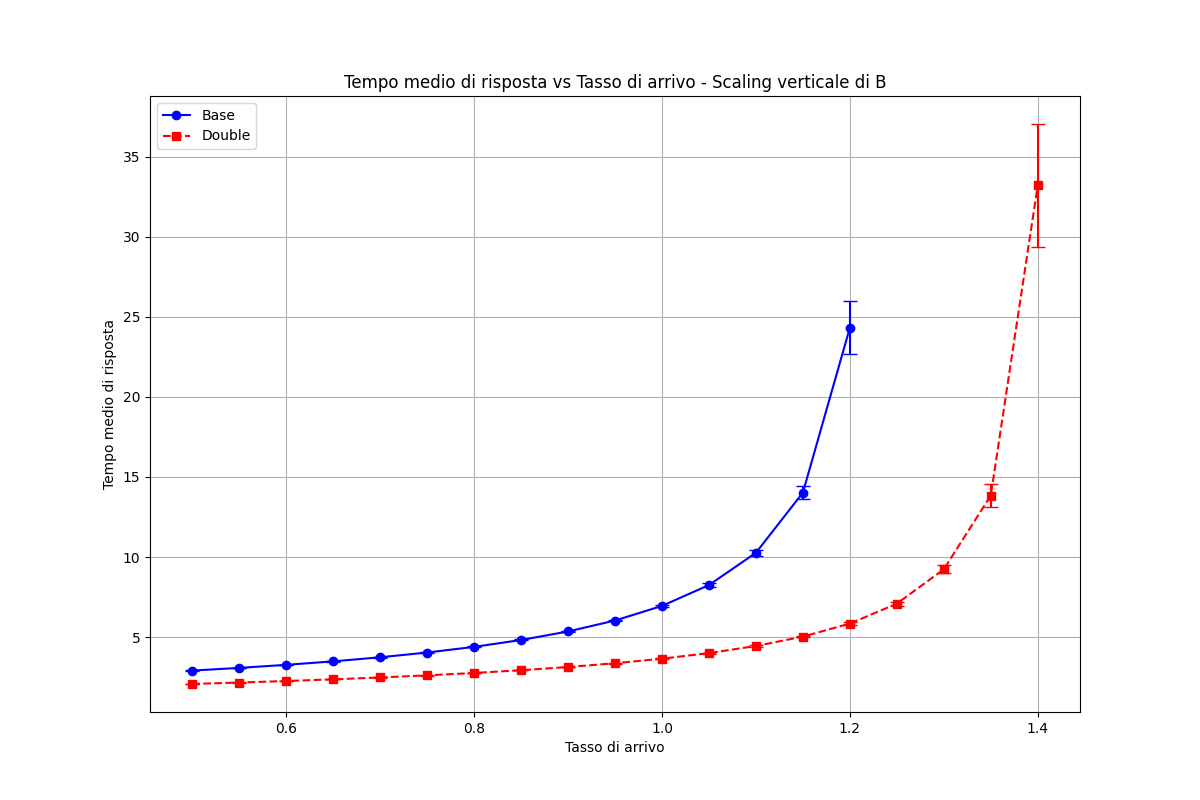 Tempo medio di risposta vs Tasso di arrivo - Scaling verticale di B
Base
Double
Tempo medio di risposta
35
30
25
20
15
10
5
0.6
0.8
1.0
1.2
1.4
Tasso di arrivo